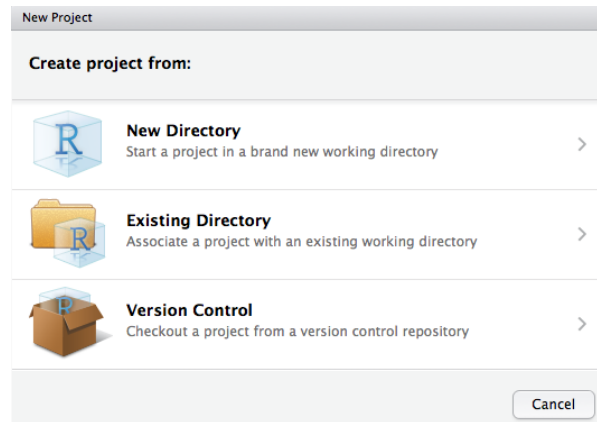 New Project
Create project from:
R
New Directory
Start a project in a brand new working directory
R
Existing Directory
Associate a project with an existing working directory
R
Version Control
Checkout a project from a version control repository
Cancel